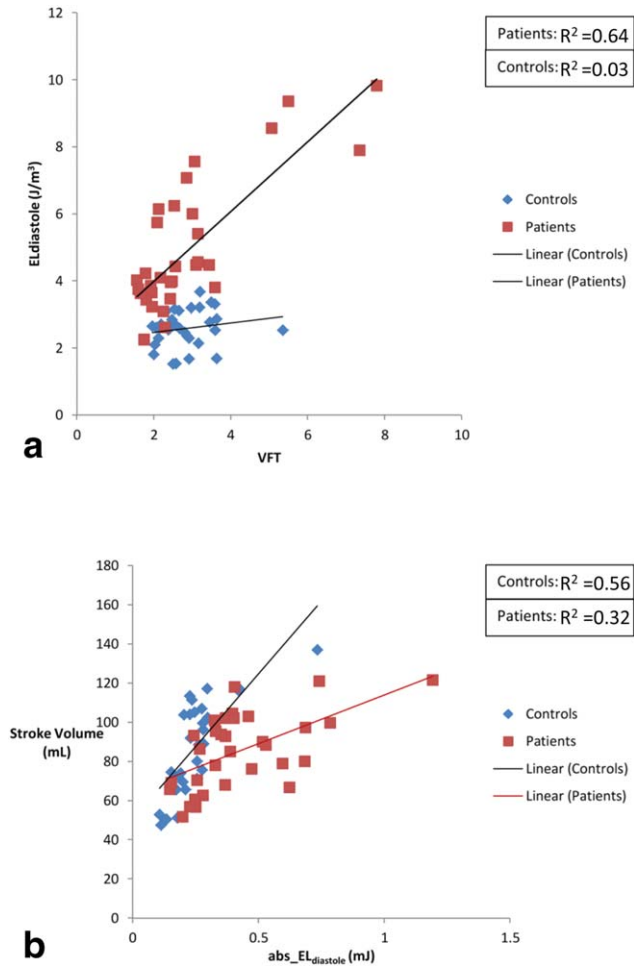 Patients: R² =0.64
Controls: R² =0.03
12
10
8
6
4
2
0
ELdiastole (J/m³)
0 2 4 6 8 10
VFT
Controls
Patients
Linear (Controls)
Linear (Patients)
a
Controls: R² =0.56
Patients: R² =0.32
180
160
140
120
100
80
60
40
20
0
Stroke Volume
(mL)
0 0.5 1 1.5
abs_ELdiastole (mJ)
Controls
Patients
Linear (Controls)
Linear (Patients)
b